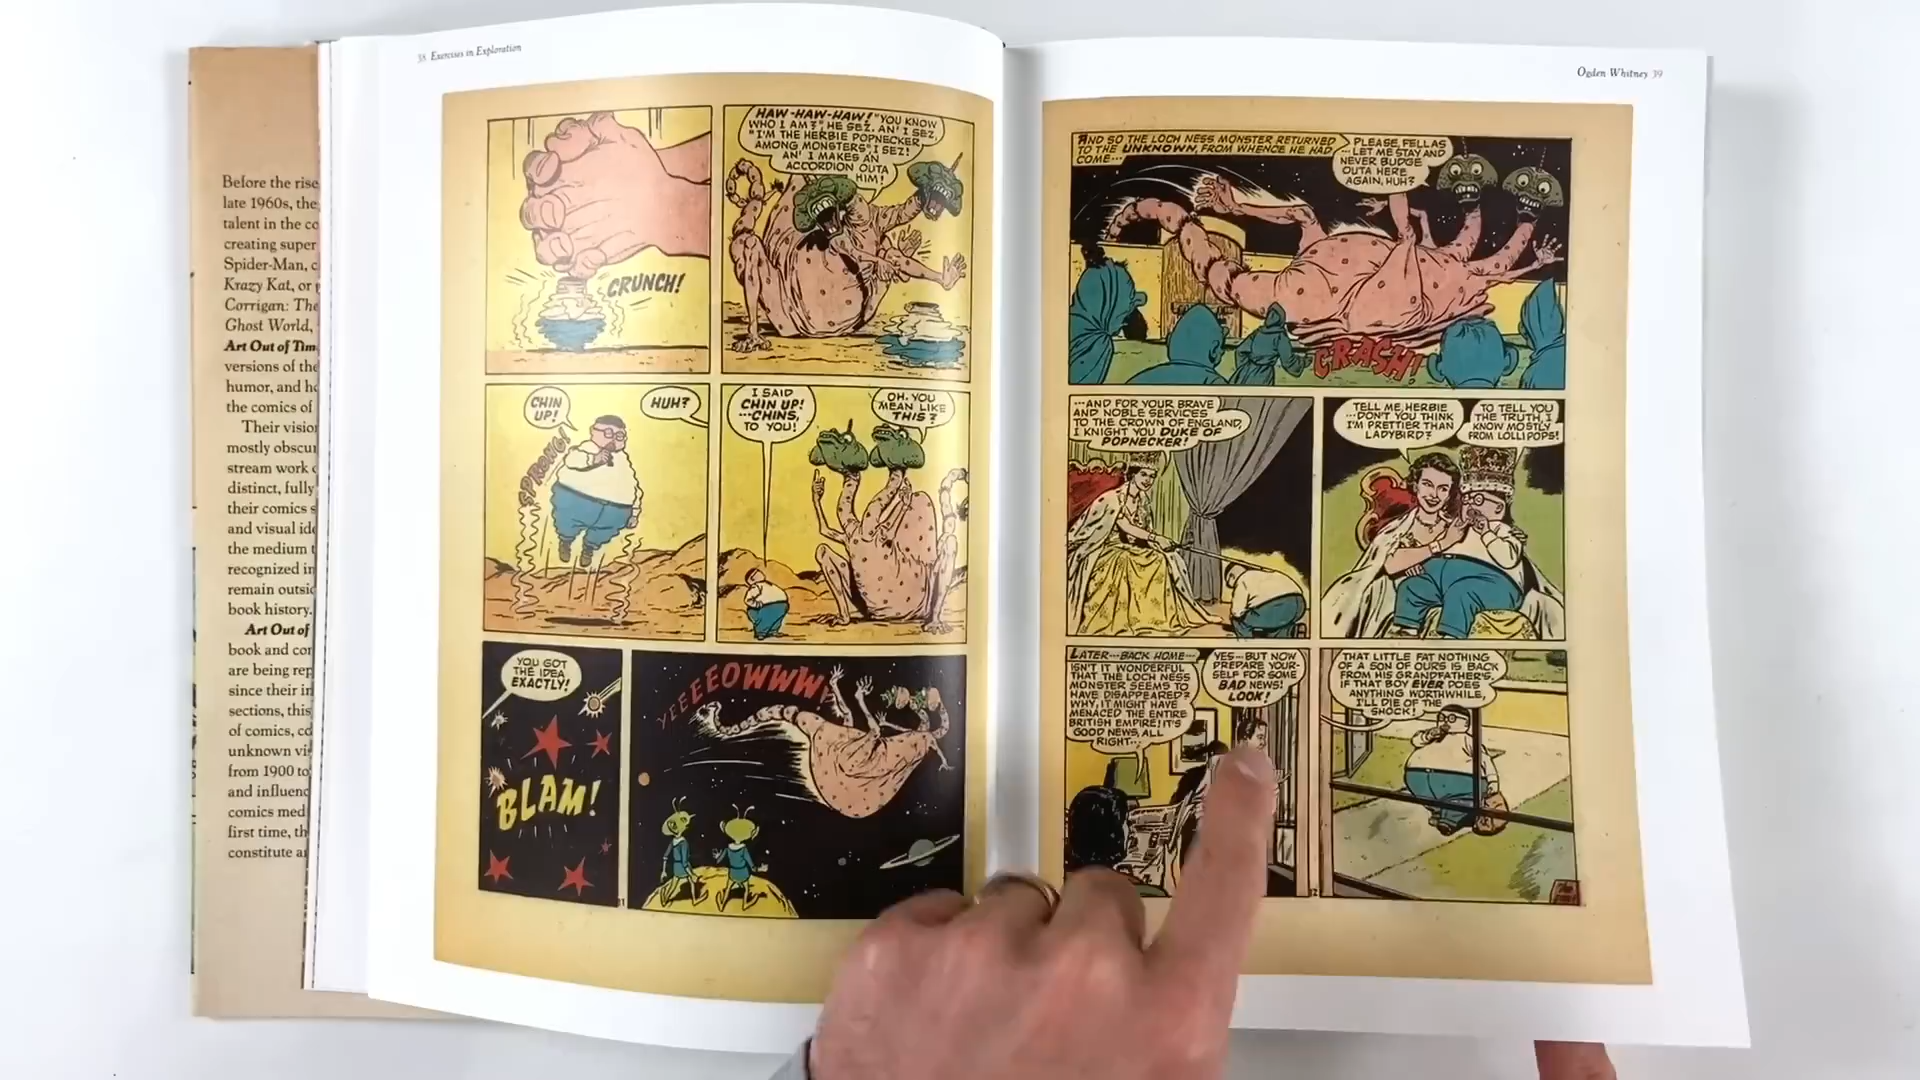 Before the rise
late 1960s, the
talent in the co
creating super
Spider-Man, c
Krazy Kat, or
Corrigan: The
Ghost World,
Art Out of Tim
versions of the
humor, and ho
the comics of
Their visio
mostly obscu
stream work
distinct, fully
their comics s
and visual ide
the medium t
recognized in
remain outsid
book history.
Art Out of
book and con
are being rep
since their in
sections, this
of comics, co
unknown vi
from 1900 to
and influenc
comics med
first time, th
constitute a
38 Exercises in Exploration
CRUNCH!
HAW-HAW-HAW! "YOU KNOW
WHO I AM?" HE SEZ. AN' I SEZ,
"I'M THE HERBIE POPNECKER
AMONG MONSTERS" I SEZ!
AN' I MAKES AN
ACCORDION OUTA
HIM!
CHIN
UP!
HUH?
SPRONG!
I SAID
CHIN UP!
...CHINS,
TO YOU!
OH. YOU
MEAN LIKE
THIS?
YOU GOT
THE IDEA
EXACTLY!
BLAM!
YEEEEOWWW!
Ogden Whitney 39
AND SO THE LOCH NESS MONSTER RETURNED
TO THE UNKNOWN FROM WHENCE HE HAD
COME...
PLEASE, FELLAS
...LET ME STAY AND
NEVER BUDGE
OUTA HERE
AGAIN, HUH?
CRASH!
...AND FOR YOUR BRAVE
AND NOBLE SERVICES
TO THE CROWN OF ENGLAND,
I KNIGHT YOU DUKE OF
POPNECKER!
TELL ME, HERBIE
...DON'T YOU THINK
I'M PRETTIER THAN
LADYBIRD?
TO TELL YOU
THE TRUTH, I
KNOW MOSTLY
FROM LOLLIPOPS!
LATER---BACK HOME---
ISN'T IT WONDERFUL
THAT THE LOCH NESS
MONSTER SEEMS TO
HAVE DISAPPEARED?
WHY, IT MIGHT HAVE
MENACED THE ENTIRE
BRITISH EMPIRE! IT'S
GOOD NEWS, ALL
RIGHT...
YES---BUT NOW
PREPARE YOUR-
SELF FOR SOME
BAD NEWS!
LOOK!
12
THAT LITTLE FAT NOTHING
OF A SON OF OURS IS BACK
FROM HIS GRANDFATHER'S.
IF THAT BOY EVER DOES
ANYTHING WORTHWHILE,
I'LL DIE OF THE
SHOCK!
The
End